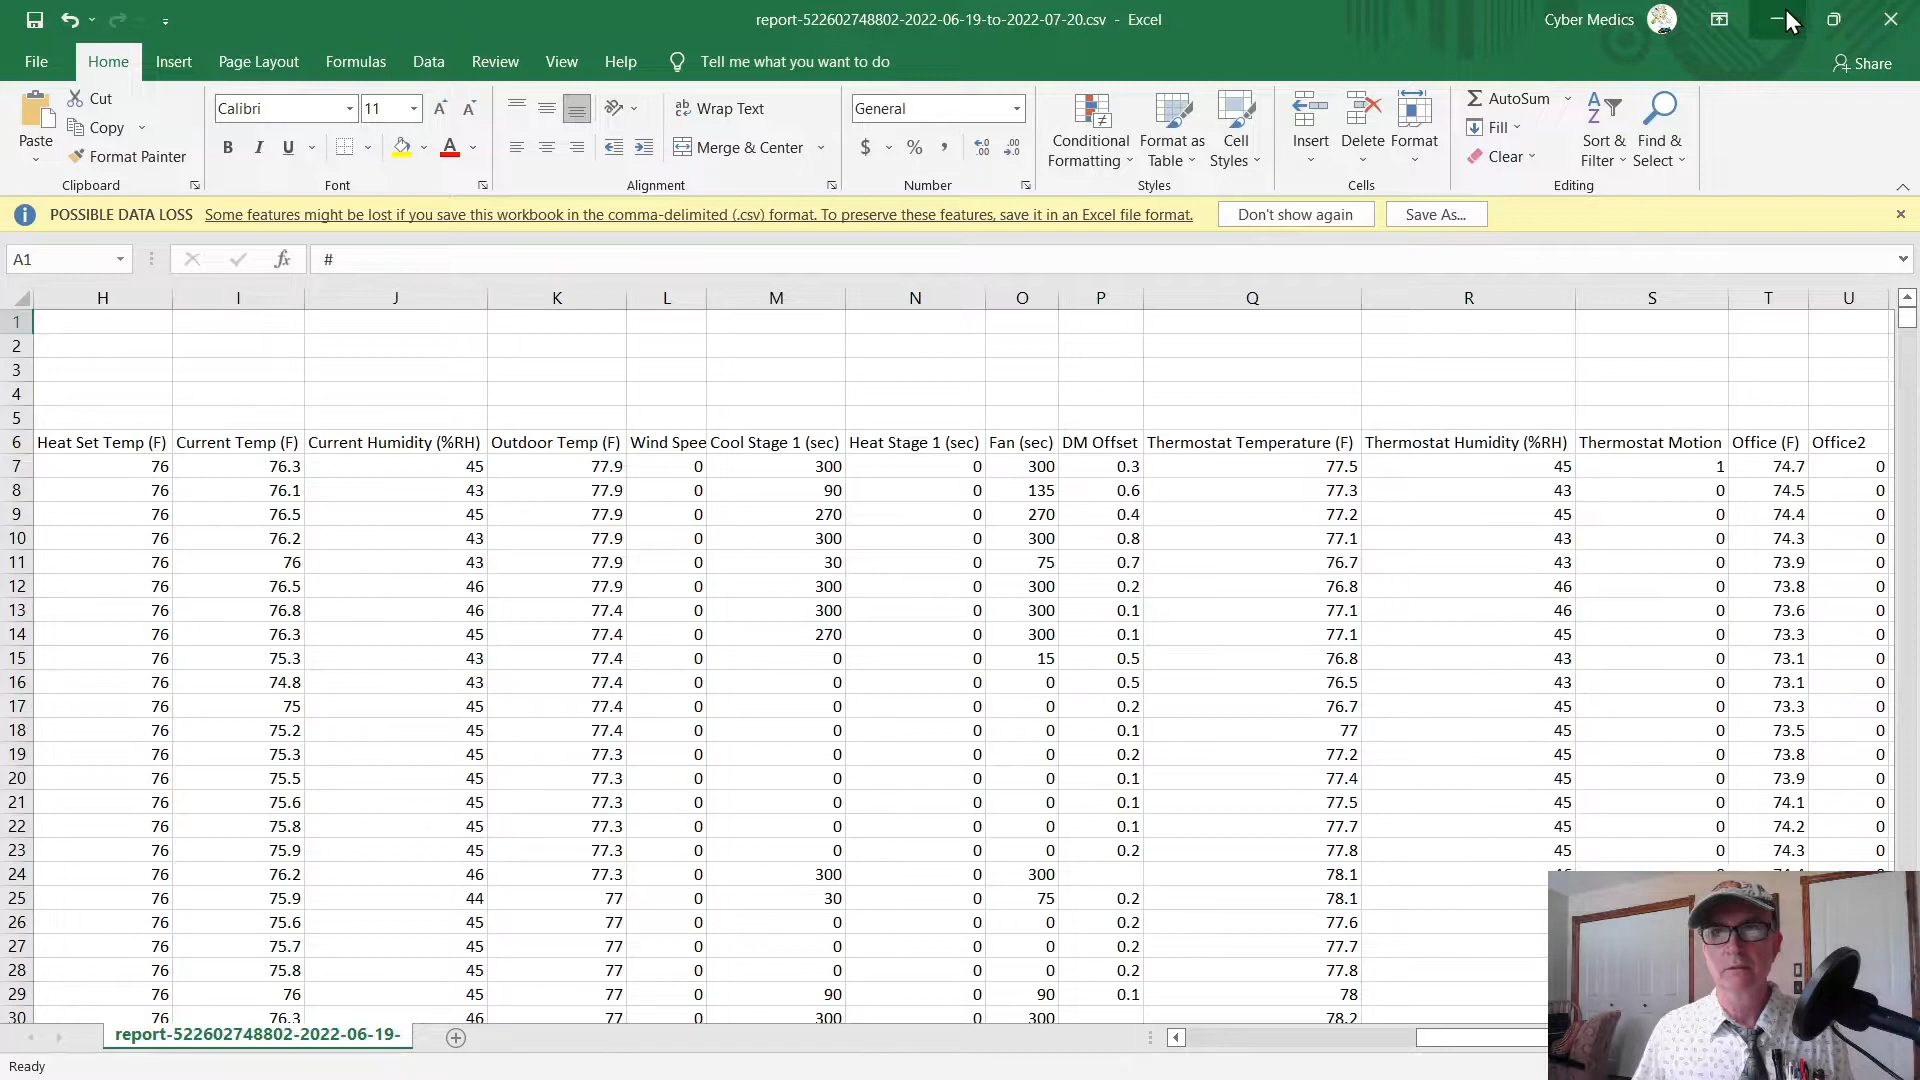 report-522602748802-2022-06-19-to-2022-07-20.csv - Excel
Cyber Medics
File Home Insert Page Layout Formulas Data Review View Help Tell me what you want to do Share
Cut
Copy
Format Painter
Paste
Clipboard
Calibri 11
B I U
Font
Wrap Text
Merge & Center
Alignment
General
$ % ,
Number
Conditional Formatting
Format as Table
Cell Styles
Styles
Insert Delete Format
Cells
AutoSum
Fill
Clear
Sort & Filter
Find & Select
Editing
POSSIBLE DATA LOSS Some features might be lost if you save this workbook in the comma-delimited (.csv) format. To preserve these features, save it in an Excel file format. Don't show again Save As...
A1 fx #
H I J K L M N O P Q R S T U
1
2
3
4
5
6 Heat Set Temp (F) Current Temp (F) Current Humidity (%RH) Outdoor Temp (F) Wind Spee Cool Stage 1 (sec) Heat Stage 1 (sec) Fan (sec) DM Offset Thermostat Temperature (F) Thermostat Humidity (%RH) Thermostat Motion Office (F) Office2
7 76 76.3 45 77.9 0 300 0 300 0.3 77.5 45 1 74.7 0
8 76 76.1 43 77.9 0 90 0 135 0.6 77.3 43 0 74.5 0
9 76 76.5 45 77.9 0 270 0 270 0.4 77.2 45 0 74.4 0
10 76 76.2 43 77.9 0 300 0 300 0.8 77.1 43 0 74.3 0
11 76 76 43 77.9 0 30 0 75 0.7 76.7 43 0 73.9 0
12 76 76.5 46 77.9 0 300 0 300 0.2 76.8 46 0 73.8 0
13 76 76.8 46 77.4 0 300 0 300 0.1 77.1 46 0 73.6 0
14 76 76.3 45 77.4 0 270 0 300 0.1 77.1 45 0 73.3 0
15 76 75.3 43 77.4 0 0 0 15 0.5 76.8 43 0 73.1 0
16 76 74.8 43 77.4 0 0 0 0 0.5 76.5 43 0 73.1 0
17 76 75 45 77.4 0 0 0 0 0.2 76.7 45 0 73.3 0
18 76 75.2 45 77.4 0 0 0 0 0.1 77 45 0 73.5 0
19 76 75.3 45 77.3 0 0 0 0 0.2 77.2 45 0 73.8 0
20 76 75.5 45 77.3 0 0 0 0 0.1 77.4 45 0 73.9 0
21 76 75.6 45 77.3 0 0 0 0 0.1 77.5 45 0 74.1 0
22 76 75.8 45 77.3 0 0 0 0 0.1 77.7 45 0 74.2 0
23 76 75.9 45 77.3 0 0 0 0 0.2 77.8 45 0 74.3 0
24 76 76.2 46 77.3 0 300 0 300 78.1
25 76 75.9 44 77 0 30 0 75 0.2 78.1
26 76 75.6 45 77 0 0 0 0 0.2 77.6
27 76 75.7 45 77 0 0 0 0 0.2 77.7
28 76 75.8 45 77 0 0 0 0 0.2 77.8
29 76 76 45 77 0 90 0 90 0.1 78
30 76 76.3 46 77 0 300 0 300 78.2
report-522602748802-2022-06-19-
Ready